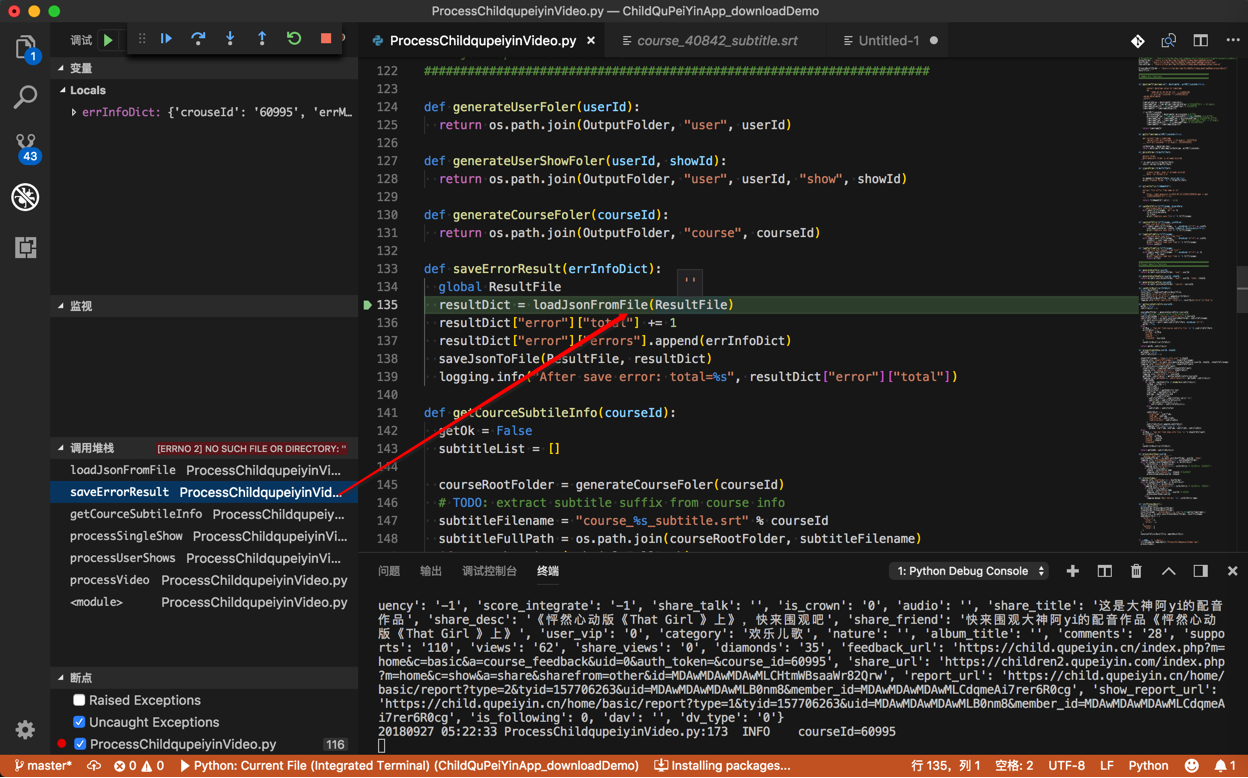 ProcessChildqupeiyinVideo.py — ChildQuPeiYinApp_downloadDemo
调试
ProcessChildqupeiyinVideo.py
course_40842_subtitle.srt
Untitled-1
1
43
变量
Locals
errInfoDict: {'crouseId': '60995', 'errM...
监视
调用堆栈
[ERRNO 2] NO SUCH FILE OR DIRECTORY: ''
loadJsonFromFile ProcessChildqupeiyinVi...
saveErrorResult ProcessChildqupeiyinVid...
getCourceSubtileInfo ProcessChildqupeiy...
processSingleShow ProcessChildqupeiyinVi...
processUserShows ProcessChildqupeiyinVi...
processVideo ProcessChildqupeiyinVideo.py
<module> ProcessChildqupeiyinVideo.py
断点
Raised Exceptions
Uncaught Exceptions
ProcessChildqupeiyinVideo.py 116
122 ######################################################################
123
124 def generateUserFoler(userId):
125 return os.path.join(OutputFolder, "user", userId)
126
127 def generateUserShowFoler(userId, showId):
128 return os.path.join(OutputFolder, "user", userId, "show", showId)
129
130 def generateCourseFoler(courseId):
131 return os.path.join(OutputFolder, "course", courseId)
132
133 def saveErrorResult(errInfoDict):
134 global ResultFile
''
135 resultDict = loadJsonFromFile(ResultFile)
136 resultDict["error"]["total"] += 1
137 resultDict["error"]["errors"].append(errInfoDict)
138 saveJsonToFile(ResultFile, resultDict)
139 logging.info("After save error: total=%s", resultDict["error"]["total"])
140
141 def getCourceSubtileInfo(courseId):
142 getOk = False
143 subtitleList = []
144
145 courseRootFolder = generateCourseFoler(courseId)
146 # TODO: extract subtitle suffix from course info
147 subtitleFilename = "course_%s_subtitle.srt" % courseId
148 subtitleFullPath = os.path.join(courseRootFolder, subtitleFilename)
问题 输出 调试控制台 终端
1: Python Debug Console
uency': '-1', 'score_integrate': '-1', 'share_talk': '', 'is_crown': '0', 'audio': '', 'share_title': '这是大神阿yi的配音
作品', 'share_desc': '《怦然心动版《That Girl 》上》, 快来围观吧', 'share_friend': '快来围观大神阿yi的配音作品《怦然心动
版《That Girl 》上》', 'user_vip': '0', 'category': '欢乐儿歌', 'nature': '', 'album_title': '', 'comments': '28', 'suppo
rts': '110', 'views': '62', 'share_views': '0', 'diamonds': '35', 'feedback_url': 'https://child.qupeiyin.cn/index.php?m=
home&c=basic&a=course_feedback&uid=0&auth_token=&course_id=60995', 'share_url': 'https://children2.qupeiyin.com/index.php
?m=home&c=show&a=share&sharefrom=other&id=MDAwMDAwMDAwMLCHtmWBsaaWr82Qrw', 'report_url': 'https://child.qupeiyin.cn/home/
basic/report?type=2&tyid=157706263&uid=MDAwMDAwMDAwMLB0nm8&member_id=MDAwMDAwMDAwMLCdqmeAi7rer6R0cg', 'show_report_url':
'https://child.qupeiyin.cn/home/basic/report?type=1&tyid=157706263&uid=MDAwMDAwMDAwMLB0nm8&member_id=MDAwMDAwMDAwMLCdqmeA
i7rer6R0cg', 'is_following': 0, 'dav': '', 'dv_type': '0'}
20180927 05:22:33 ProcessChildqupeiyinVideo.py:173 INFO courseId=60995
master* 0 0 Python: Current File (Integrated Terminal) (ChildQuPeiYinApp_downloadDemo) Installing packages... 行 135，列 1 空格: 2 UTF-8 LF Python 1